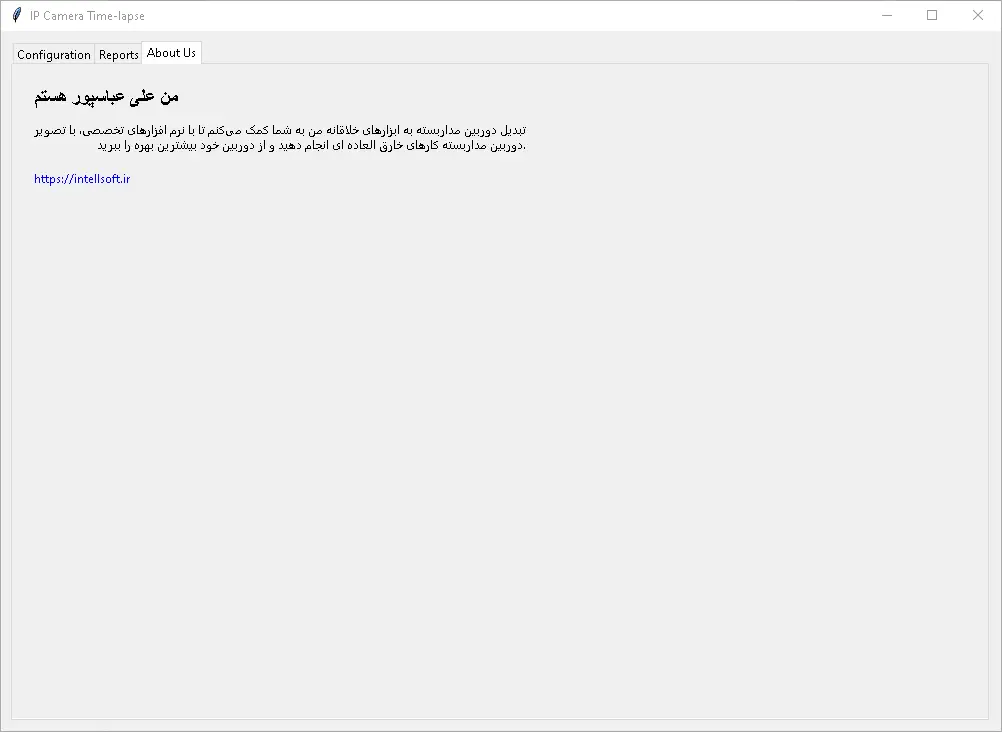 IP Camera Time-lapse
Configuration
Reports
About Us
من علی عباسپور هستم
تبدیل دوربین مداربسته به ابزارهای خلاقانه من به شما کمک می‌کنم تا با نرم افزارهای تخصصی، با تصویر
دوربین مداربسته کارهای خارق العاده ای انجام دهید و از دوربین خود بیشترین بهره را ببرید.
https://intellsoft.ir